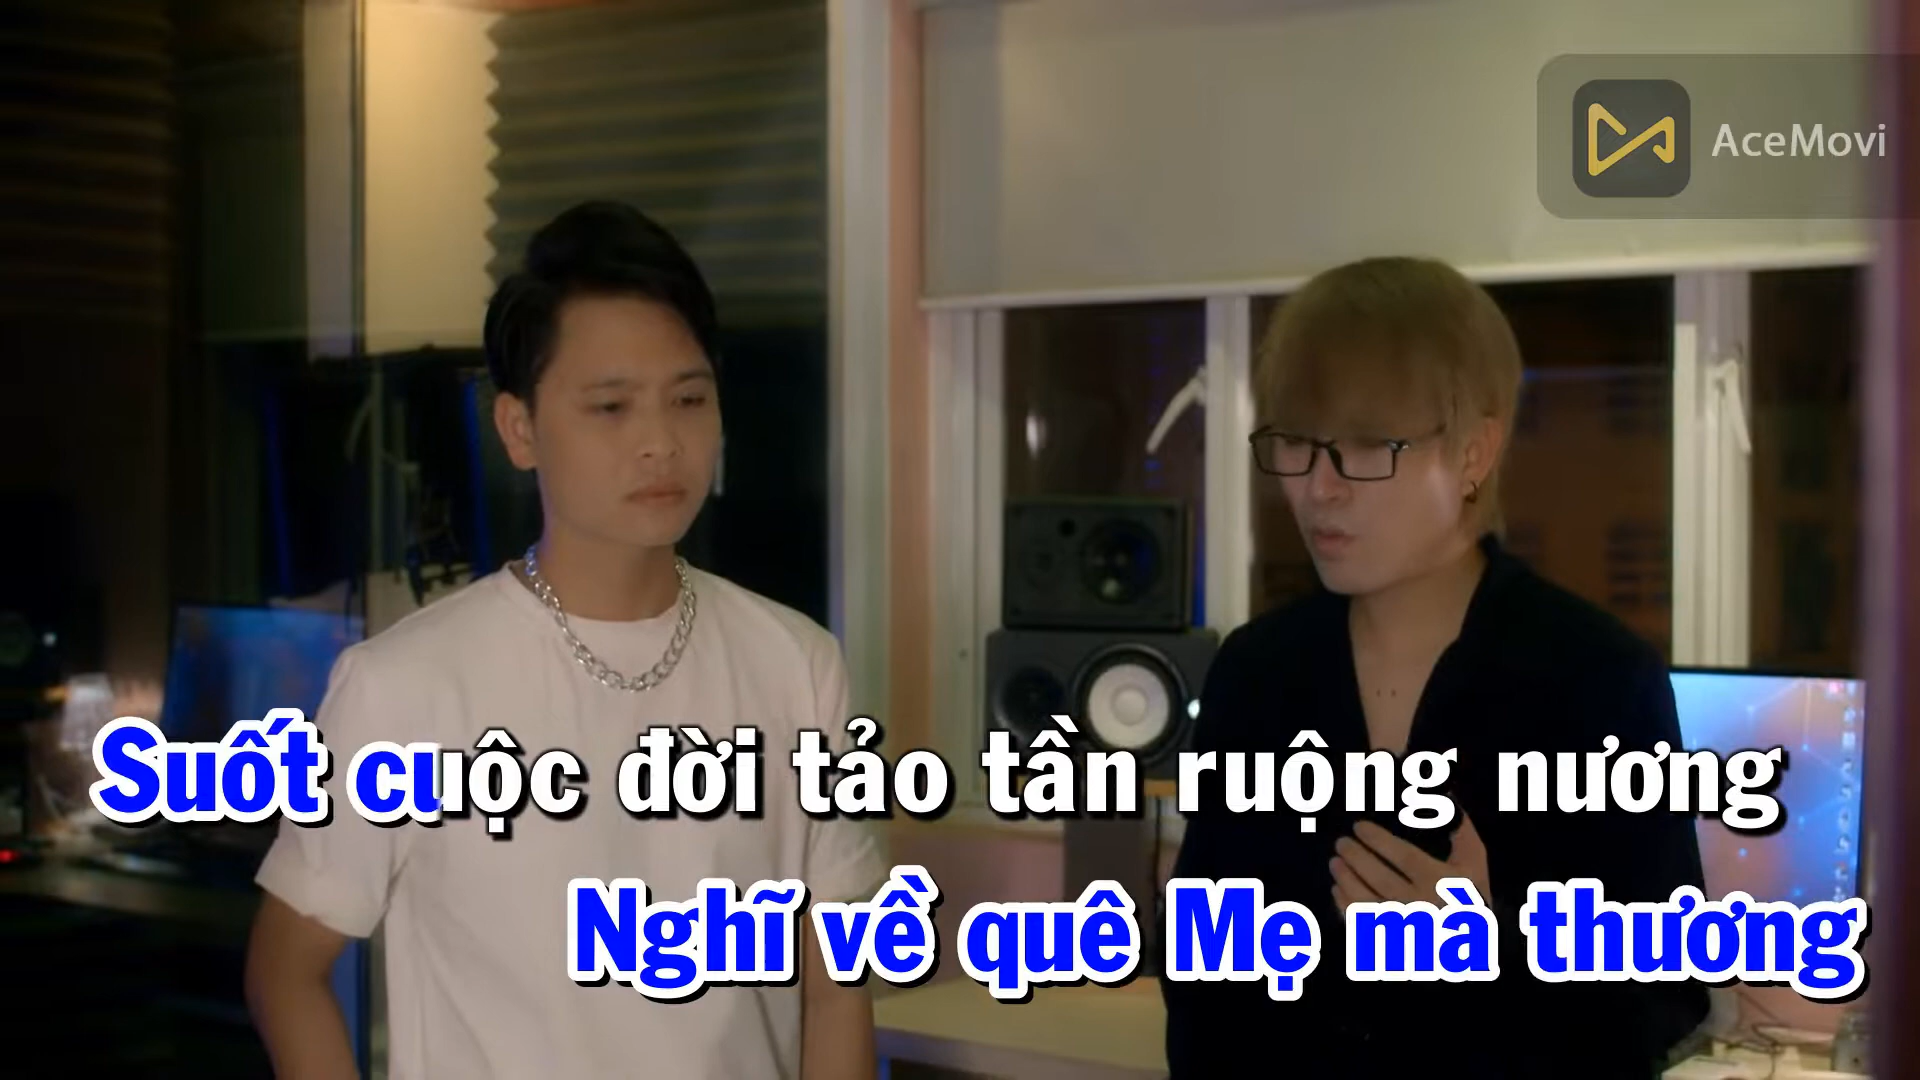 AceMovi
Suốt cuộc đời tảo tần ruộng nương
Nghĩ về quê Mẹ mà thương